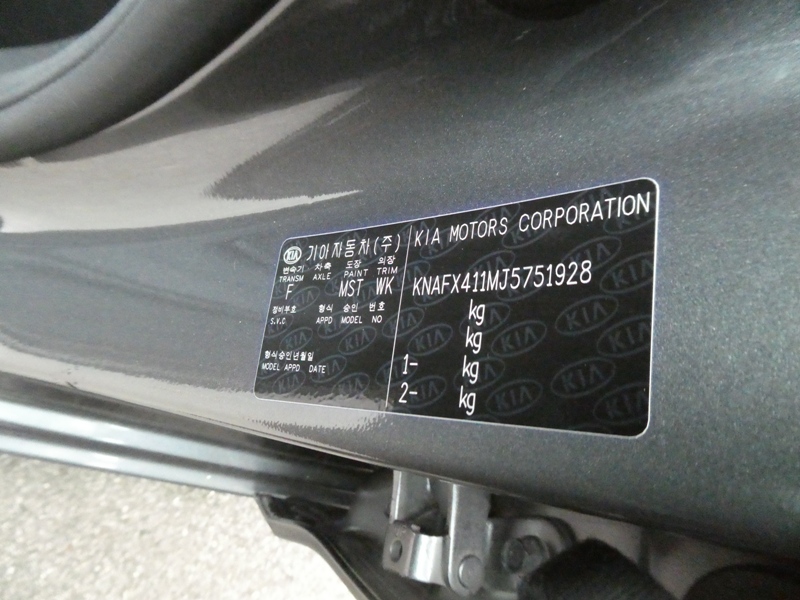 KIA 기아자동차(주) KIA MOTORS CORPORATION
변속기 차축 도장 의장
TRANSM AXLE PAINT TRIM
F MST WK
KNAFX411MJ5751928
정비부호 형식 승인 번호
S.V.C APPD MODEL NO
kg
kg
형식승인년월일
MODEL APPD DATE
1- kg
2- kg